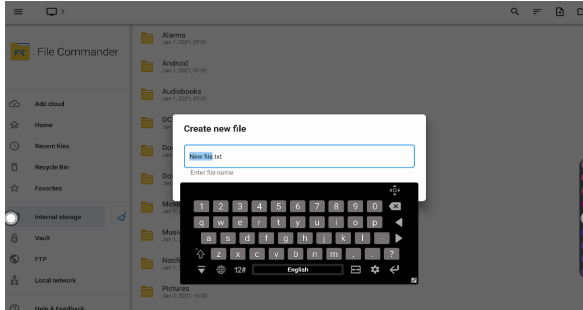 File Commander
Add cloud
Home
Recent files
Recycle Bin
Favorites
Internal storage
Vault
FTP
Local network
Help & Feedback
Alarms
Jan 1, 2021, 07:01
Android
Jan 1, 2021, 07:01
Audiobooks
Jan 1, 2021, 07:01
Create new file
New file.txt
Enter file name
1 2 3 4 5 6 7 8 9 0
q w e r t y u i o p
a s d f g h k l -
z x c v b n m , . ?
12# English
Pictures
Jan 2, 2021, 10:28